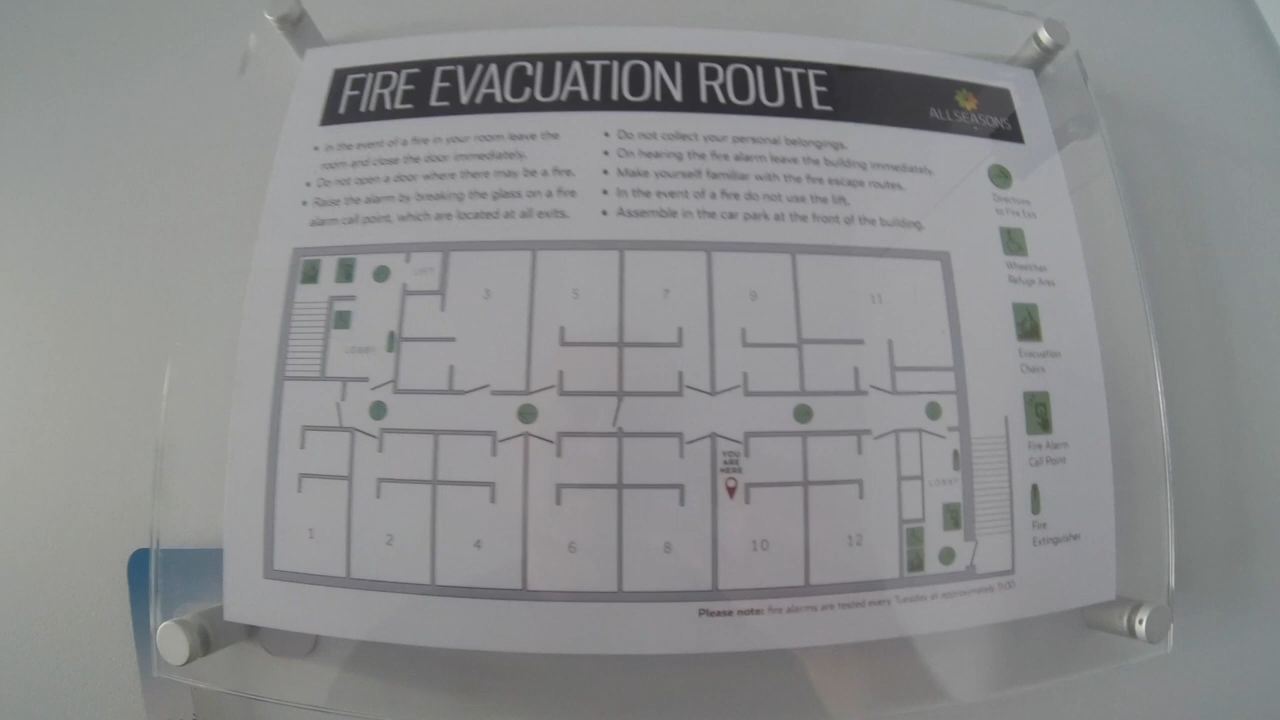 FIRE EVACUATION ROUTE
ALLSEASONS
• In the event of a fire in your room leave the
room and close the door immediately.
• Do not open a door where there may be a fire.
• Raise the alarm by breaking the glass on a fire
alarm call point, which are located at all exits.
• Do not collect your personal belongings.
• On hearing the fire alarm leave the building immediately.
• Make yourself familiar with the fire escape routes.
• In the event of a fire do not use the lift.
• Assemble in the car park at the front of the building.
Directions
to Fire Exit
Wheelchair
Refuge Area
Evacuation
Chairs
Fire Alarm
Call Point
Fire
Extinguisher
LIFT
3
5
7
9
11
LOBBY
YOU
ARE
HERE
LOBBY
1
2
4
6
8
10
12
Please note: fire alarms are tested every Tuesday at approximately 11:00